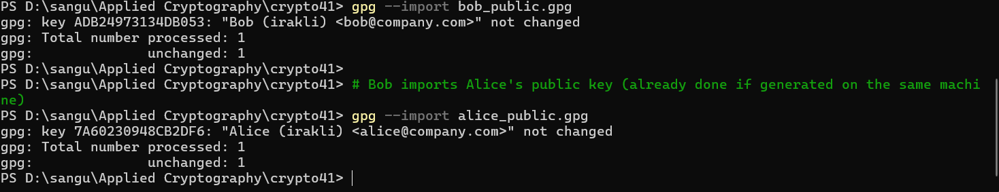 PS D:\sangu\Applied Cryptography\crypto41> gpg --import bob_public.gpg
gpg: key ADB24973134DB053: "Bob (irakli) <bob@company.com>" not changed
gpg: Total number processed: 1
gpg:              unchanged: 1
PS D:\sangu\Applied Cryptography\crypto41>
PS D:\sangu\Applied Cryptography\crypto41> # Bob imports Alice's public key (already done if generated on the same machi
ne)
PS D:\sangu\Applied Cryptography\crypto41> gpg --import alice_public.gpg
gpg: key 7A60230948CB2DF6: "Alice (irakli) <alice@company.com>" not changed
gpg: Total number processed: 1
gpg:              unchanged: 1
PS D:\sangu\Applied Cryptography\crypto41>